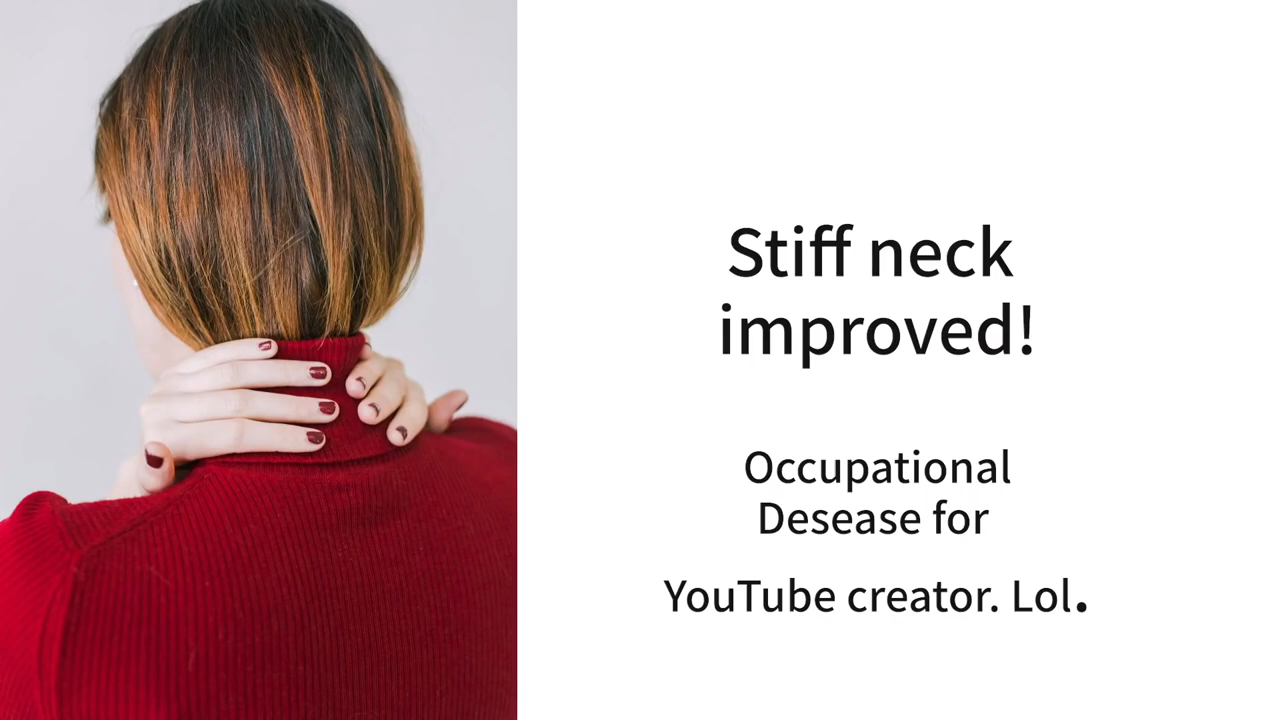 Stiff neck
improved!
Occupational
Desease for
YouTube creator. Lol.